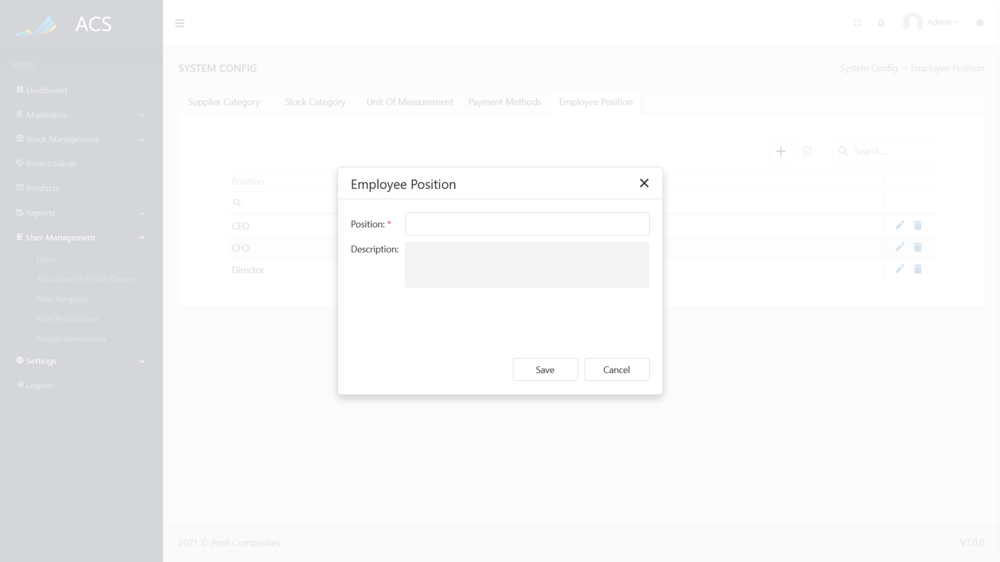 ACS
Admin
MENU
SYSTEM CONFIG
System Config → Employee Position
Dashboard
Masterlists
Stock Management
Price-Lookup
Products
Reports
User Management
Users
Allocation to Profit Centers
Role Template
Role Permissions
Assign Permissions
Settings
Logout
Supplier Category Stock Category Unit Of Measurement Payment Methods Employee Position
Search...
Position
CEO
CFO
Director
Employee Position
Position: *
Description:
Save Cancel
2021 © Amfi Composites.
V1.0.0